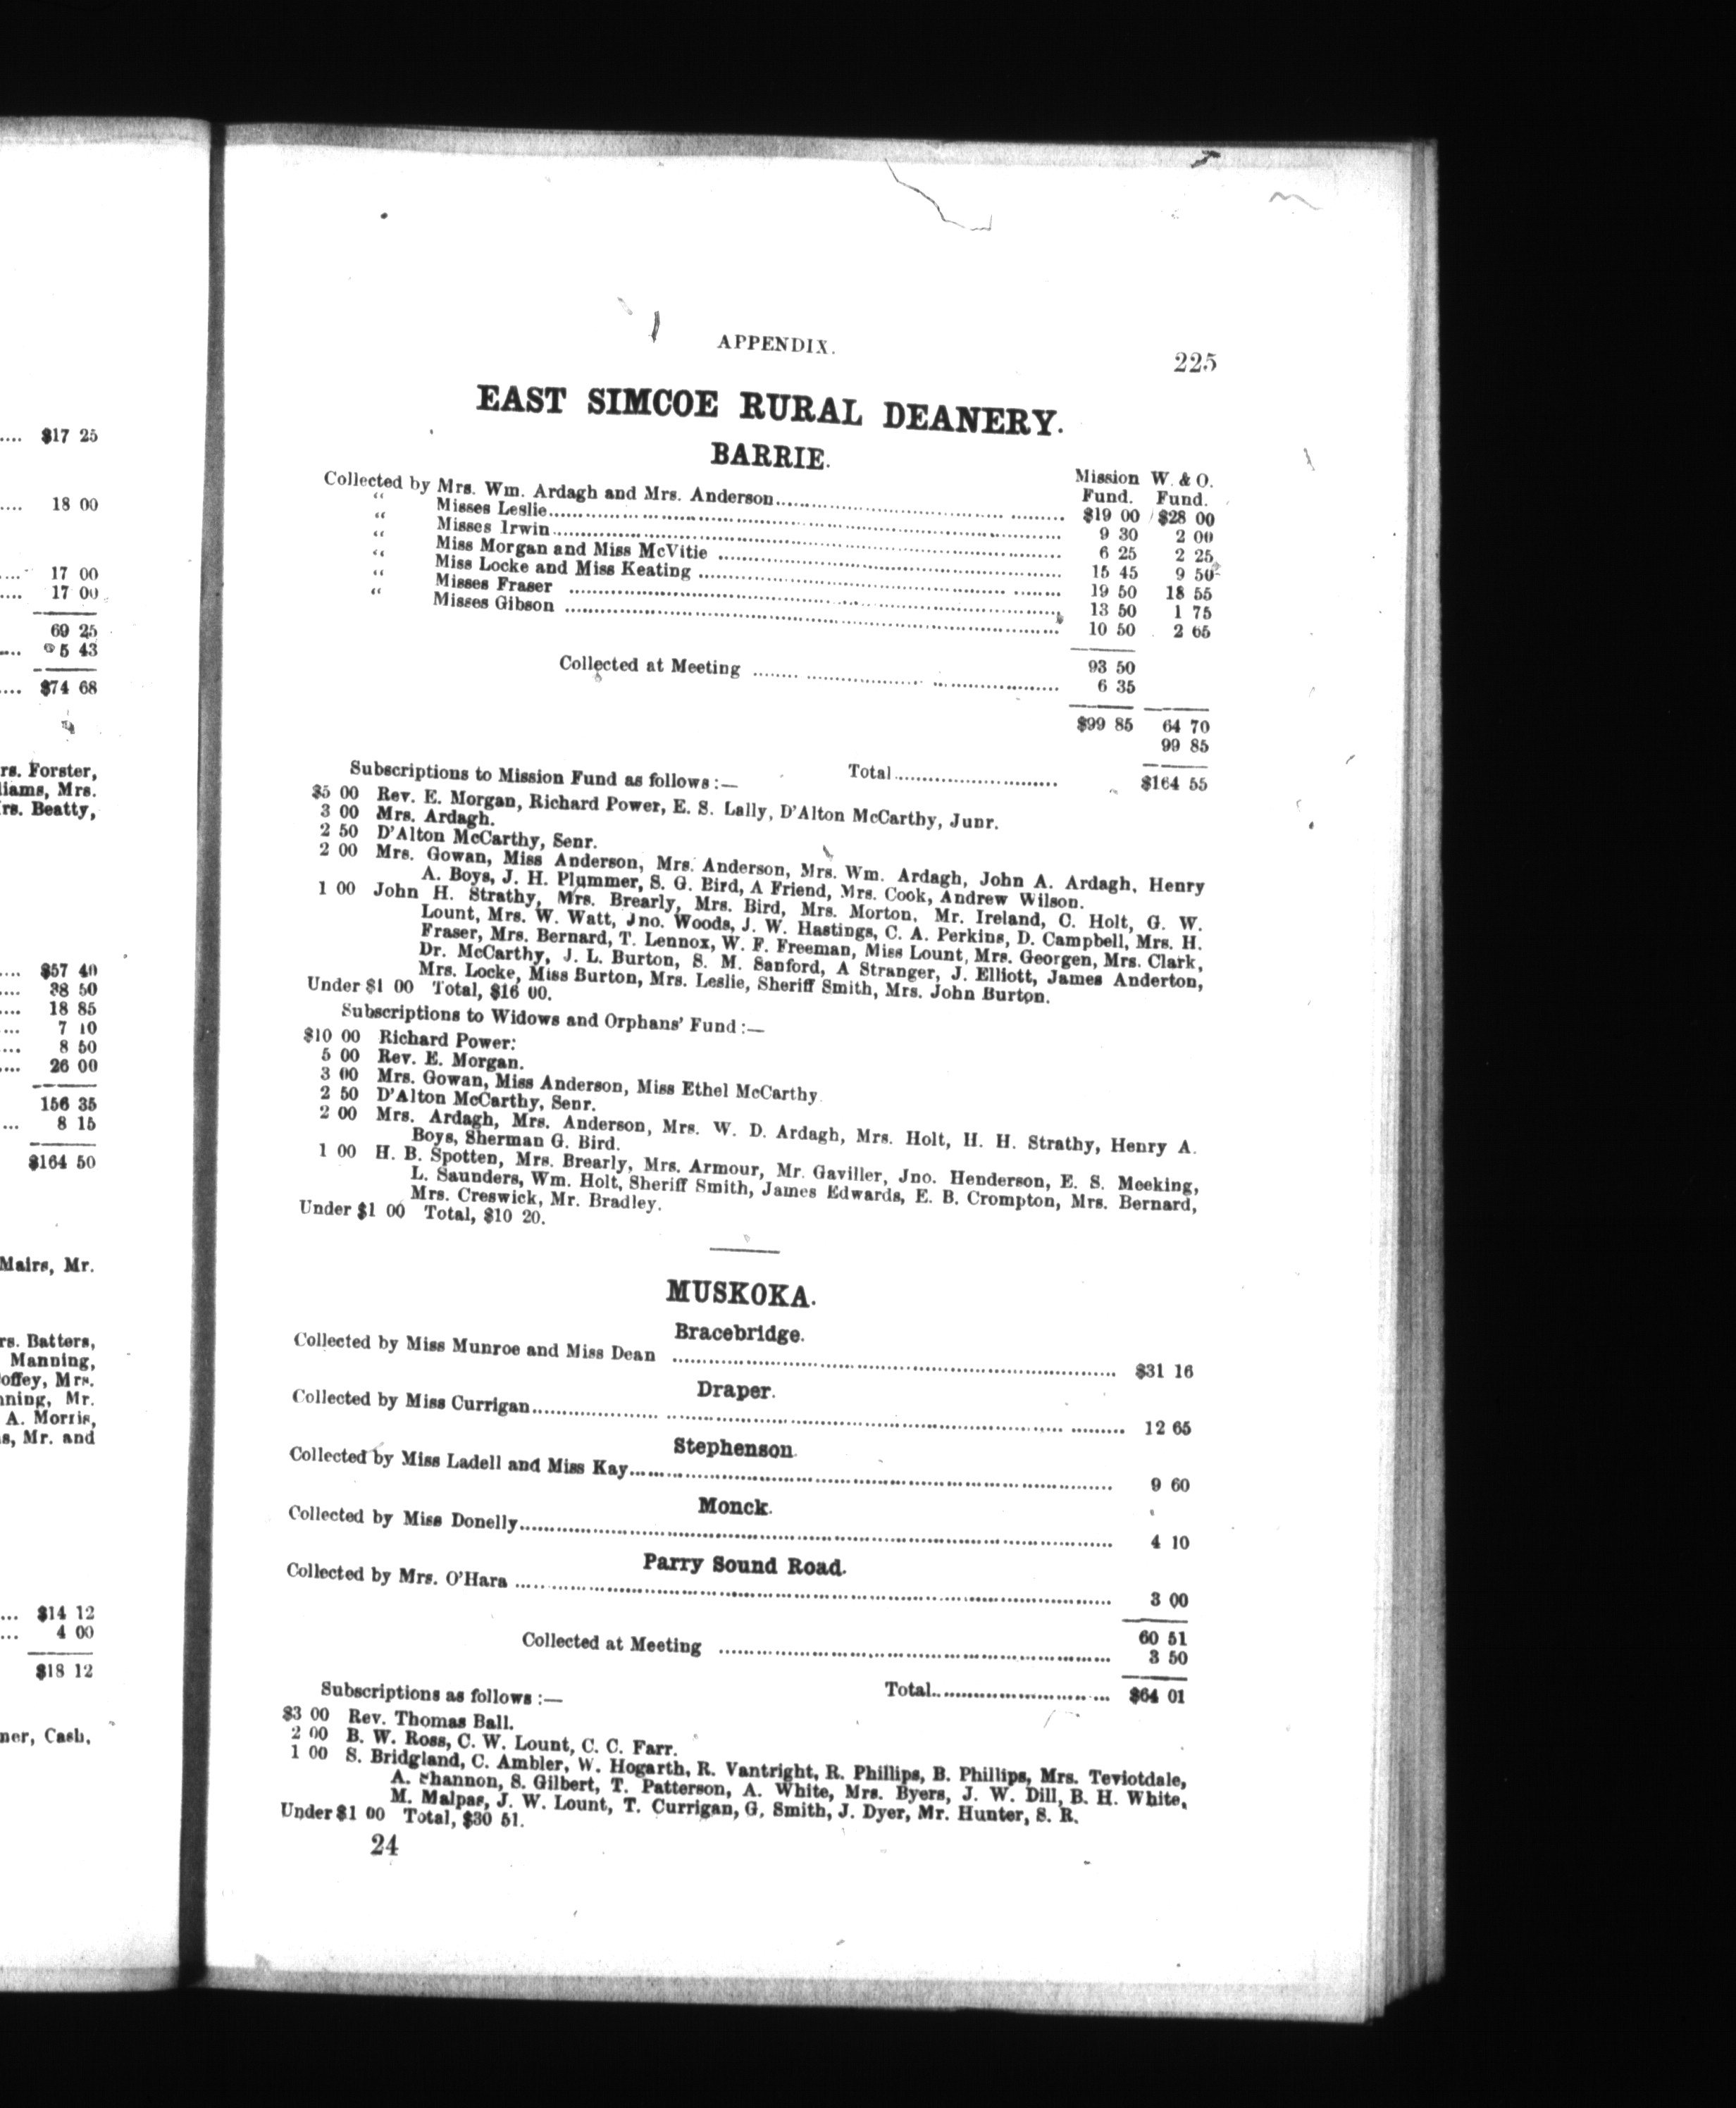 .... $17 25
.... 18 00
.... 17 00
.... 17 00
69 25
.... 5 43
.... $74 68
rs. Forster,
liams, Mrs.
rs. Beatty,
.... $57 40
.... 38 50
.... 18 85
... 7 10
.... 8 50
.... 26 00
156 35
... 8 15
$164 50
Mairs, Mr.
rs. Batters,
Manning,
offey, Mrs.
nning, Mr.
A. Morris,
s, Mr. and
... $14 12
... 4 00
$18 12
ner, Cash,
APPENDIX. 225
EAST SIMCOE RURAL DEANERY.
BARRIE.
Mission W. & O.
Fund. Fund.
Collected by Mrs. Wm. Ardagh and Mrs. Anderson.................... $19 00 $28 00
“ Misses Leslie.................... 9 30 2 00
“ Misses Irwin.................... 6 25 2 25
“ Miss Morgan and Miss McVitie .................... 15 45 9 50
“ Miss Locke and Miss Keating .................... 19 50 18 55
“ Misses Fraser .................... 13 50 1 75
“ Misses Gibson .................... 10 50 2 65
93 50
Collected at Meeting .................... 6 35
$99 85 64 70
99 85
Total.................... $164 55
Subscriptions to Mission Fund as follows :—
$5 00 Rev. E. Morgan, Richard Power, E. S. Lally, D'Alton McCarthy, Junr.
3 00 Mrs. Ardagh.
2 50 D'Alton McCarthy, Senr.
2 00 Mrs. Gowan, Miss Anderson, Mrs. Anderson, Mrs. Wm. Ardagh, John A. Ardagh, Henry
A. Boys, J. H. Plummer, S. G. Bird, A Friend, Mrs. Cook, Andrew Wilson.
1 00 John H. Strathy, Mrs. Brearly, Mrs. Bird, Mrs. Morton, Mr. Ireland, C. Holt, G. W.
Lount, Mrs. W. Watt, Jno. Woods, J. W. Hastings, C. A. Perkins, D. Campbell, Mrs. H.
Fraser, Mrs. Bernard, T. Lennox, W. F. Freeman, Miss Lount, Mrs. Georgen, Mrs. Clark,
Dr. McCarthy, J. L. Burton, S. M. Sanford, A Stranger, J. Elliott, James Anderton,
Mrs. Locke, Miss Burton, Mrs. Leslie, Sheriff Smith, Mrs. John Burton.
Under $1 00 Total, $16 00.
Subscriptions to Widows and Orphans' Fund :—
$10 00 Richard Power:
5 00 Rev. E. Morgan.
3 00 Mrs. Gowan, Miss Anderson, Miss Ethel McCarthy.
2 50 D'Alton McCarthy, Senr.
2 00 Mrs. Ardagh, Mrs. Anderson, Mrs. W. D. Ardagh, Mrs. Holt, H. H. Strathy, Henry A.
Boys, Sherman G. Bird.
1 00 H. B. Spotten, Mrs. Brearly, Mrs. Armour, Mr. Gaviller, Jno. Henderson, E. S. Meeking,
L. Saunders, Wm. Holt, Sheriff Smith, James Edwards, E. B. Crompton, Mrs. Bernard,
Mrs. Creswick, Mr. Bradley.
Under $1 00 Total, $10 20.
MUSKOKA.
Bracebridge.
Collected by Miss Munroe and Miss Dean .................... $31 16
Draper.
Collected by Miss Currigan.................... 12 65
Stephenson.
Collected by Miss Ladell and Miss Kay.................... 9 60
Monck.
Collected by Miss Donelly.................... 4 10
Parry Sound Road.
Collected by Mrs. O'Hara .................... 3 00
60 51
Collected at Meeting .................... 3 50
Total.................... $64 01
Subscriptions as follows :—
$3 00 Rev. Thomas Ball.
2 00 B. W. Ross, C. W. Lount, C. C. Farr.
1 00 S. Bridgland, C. Ambler, W. Hogarth, R. Vantright, R. Phillips, B. Phillips, Mrs. Teviotdale,
A. Shannon, S. Gilbert, T. Patterson, A. White, Mrs. Byers, J. W. Dill, B. H. White,
M. Malpas, J. W. Lount, T. Currigan, G. Smith, J. Dyer, Mr. Hunter, S. R.
Under $1 00 Total, $30 51.
24